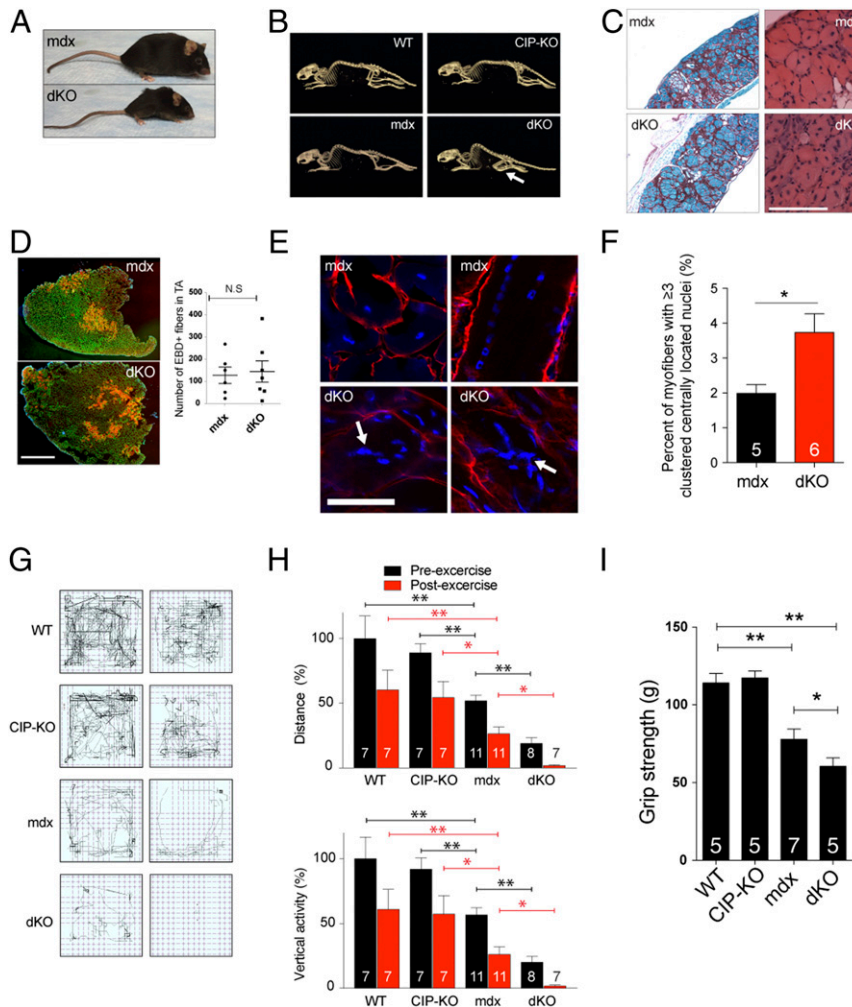 A
mdx
dKO
B
WT
CIP-KO
mdx
dKO
C
mdx
dKO
D
mdx
dKO
N.S
Number of EBD+ fibers in TA
500
400
300
200
100
0
mdx
dKO
E
mdx
mdx
dKO
dKO
F
Percent of myofibers with ≥3
clustered centrally located nuclei (%)
6
5
4
3
2
1
0
*
5
6
mdx
dKO
G
WT
CIP-KO
mdx
dKO
H
Pre-excercise
Post-excercise
Distance (%)
100
50
0
**
**
**
*
**
*
7
7
7
7
11
11
8
7
WT
CIP-KO
mdx
dKO
Vertical activity (%)
100
50
0
**
**
**
*
**
*
7
7
7
7
11
11
8
7
WT
CIP-KO
mdx
dKO
I
Grip strength (g)
150
100
50
0
**
**
*
5
5
7
5
WT
CIP-KO
mdx
dKO